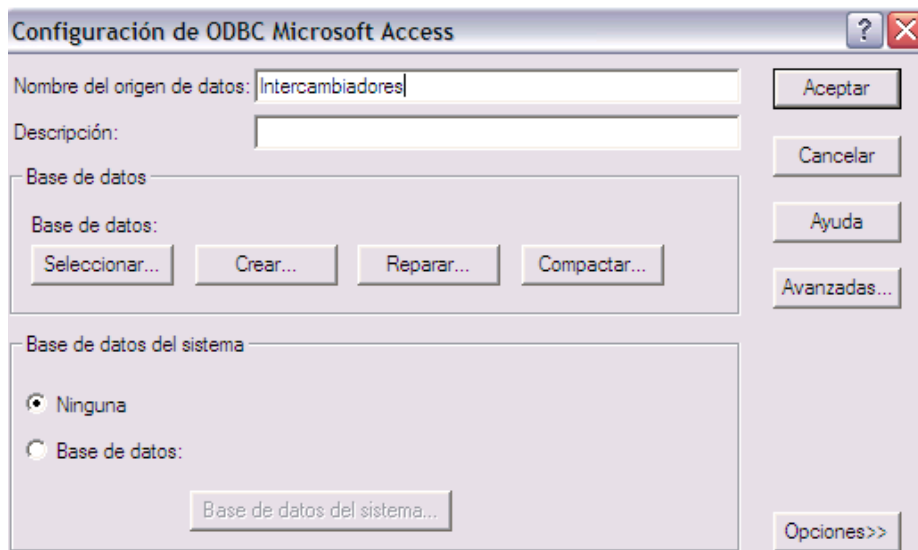 Configuración de ODBC Microsoft Access
Nombre del origen de datos: Intercambiadores
Aceptar
Descripción:
Cancelar
Base de datos
Base de datos:
Ayuda
Seleccionar... Crear... Reparar... Compactar...
Avanzadas...
Base de datos del sistema
Ninguna
Base de datos:
Base de datos del sistema...
Opciones>>